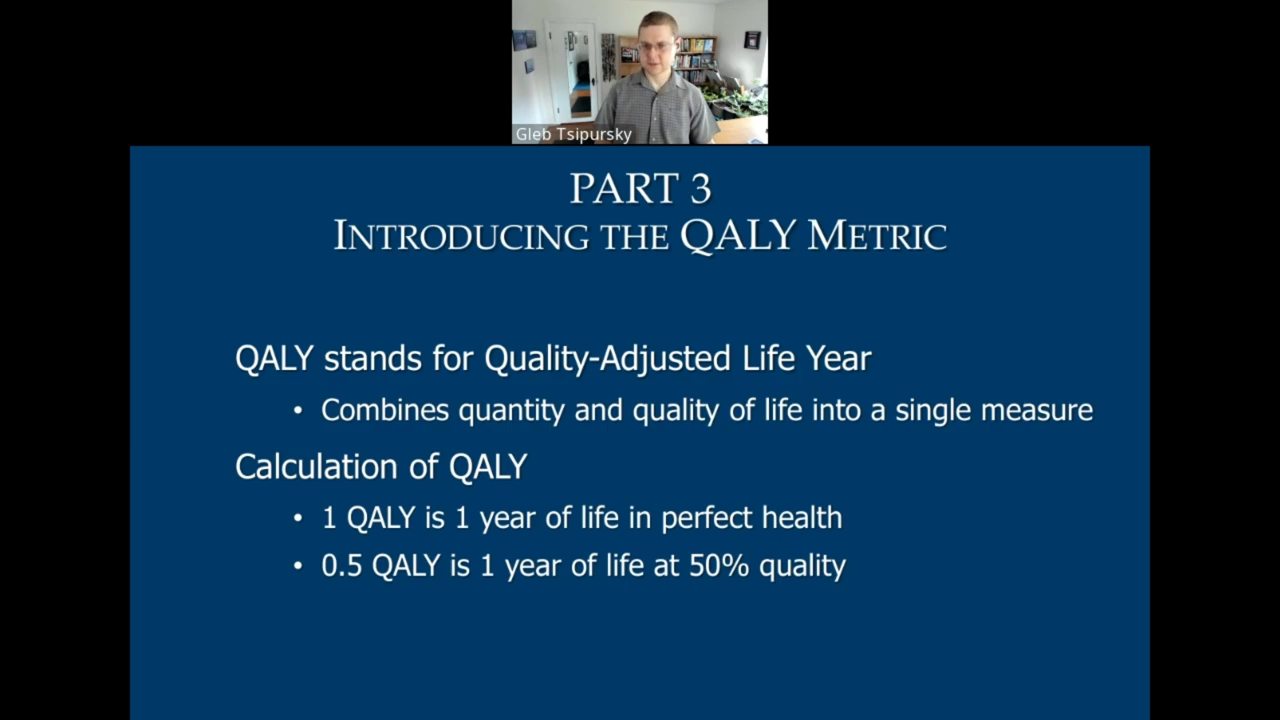 Gleb Tsipursky
PART 3
INTRODUCING THE QALY METRIC
QALY stands for Quality-Adjusted Life Year
• Combines quantity and quality of life into a single measure
Calculation of QALY
• 1 QALY is 1 year of life in perfect health
• 0.5 QALY is 1 year of life at 50% quality